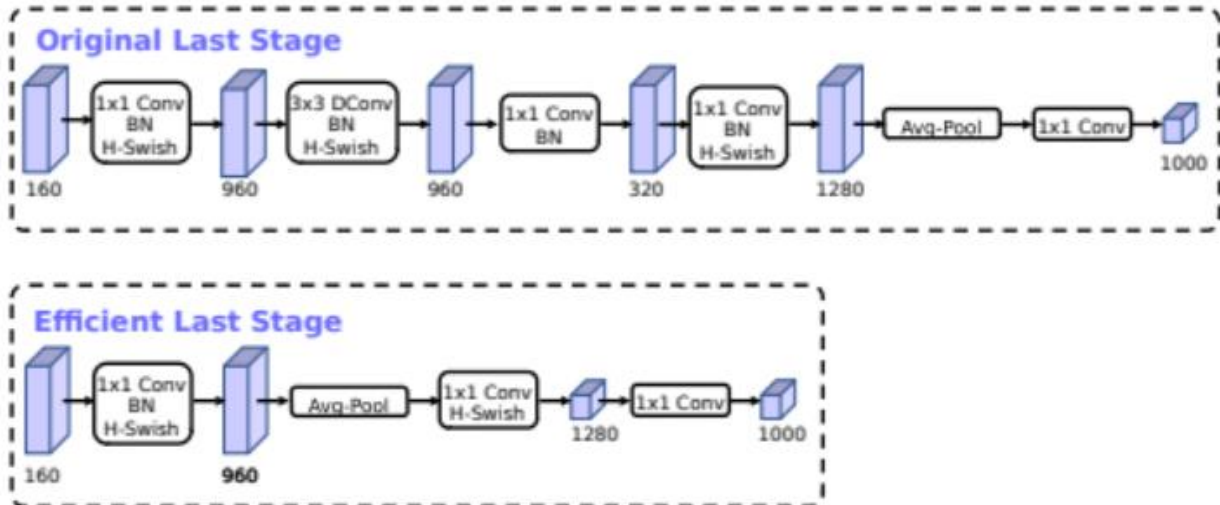 Original Last Stage
1x1 Conv
BN
H-Swish
3x3 DConv
BN
H-Swish
1x1 Conv
BN
1x1 Conv
BN
H-Swish
Avg-Pool
1x1 Conv
160
960
960
320
1280
1000
Efficient Last Stage
1x1 Conv
BN
H-Swish
Avg-Pool
1x1 Conv
H-Swish
1x1 Conv
160
960
1280
1000